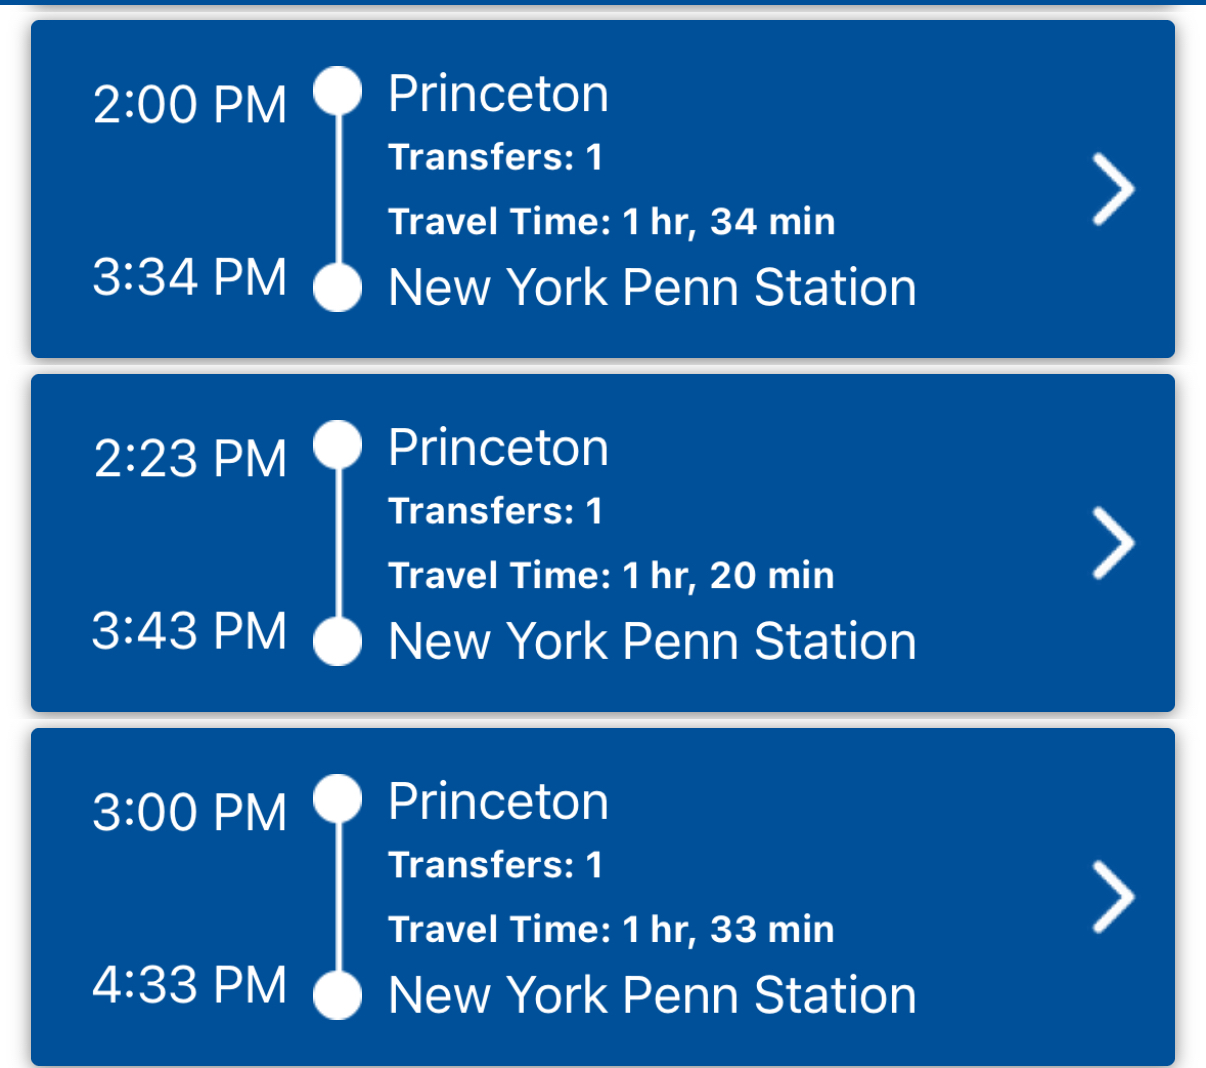 2:00 PM
Princeton
Transfers: 1
Travel Time: 1 hr, 34 min
3:34 PM
New York Penn Station
2:23 PM
Princeton
Transfers: 1
Travel Time: 1 hr, 20 min
3:43 PM
New York Penn Station
3:00 PM
Princeton
Transfers: 1
Travel Time: 1 hr, 33 min
4:33 PM
New York Penn Station